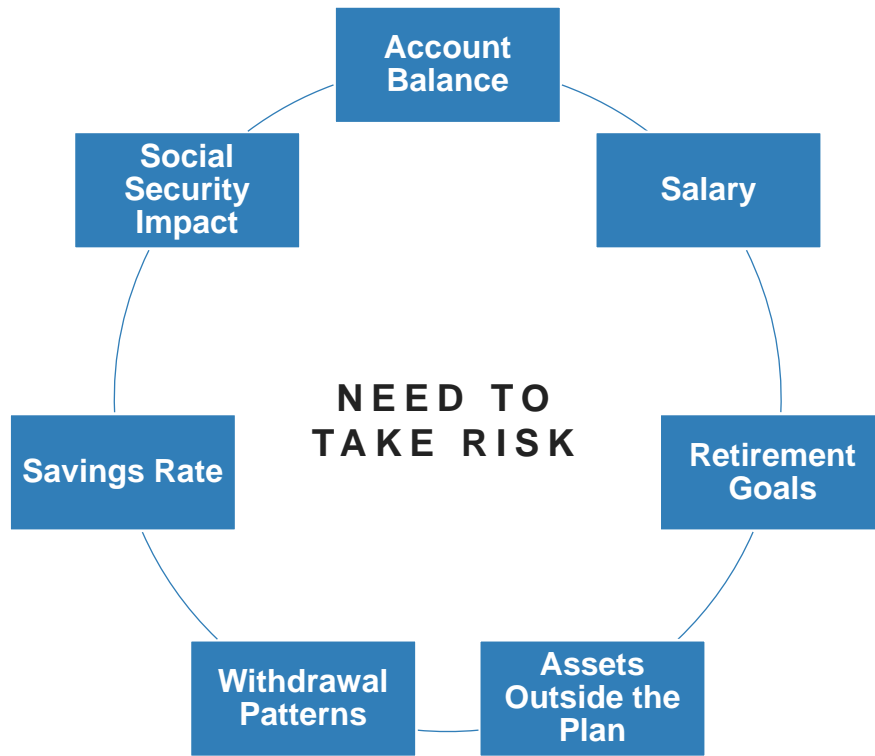 Account
Balance
Salary
Retirement
Goals
Assets
Outside the
Plan
Withdrawal
Patterns
Savings Rate
Social
Security
Impact
NEED TO
TAKE RISK